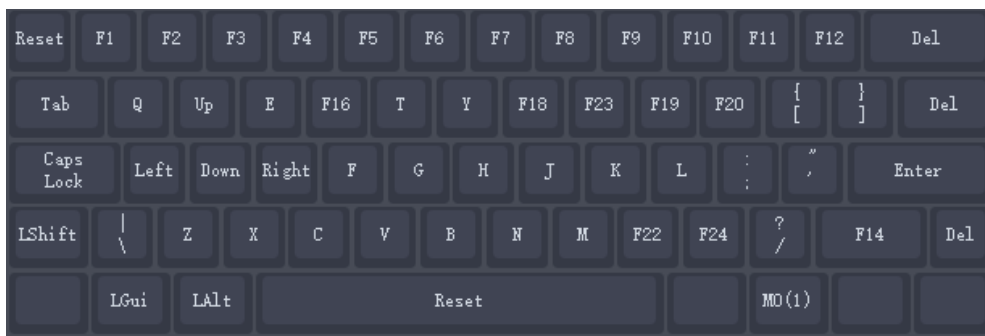 Reset F1 F2 F3 F4 F5 F6 F7 F8 F9 F10 F11 F12 Del
Tab Q Up E F16 T Y F18 F23 F19 F20 { [ } ] Del
Caps Lock Left Down Right F G H J K L : ; " ' Enter
LShift | \ Z X C V B N M F22 F24 ? / F14 Del
LGui LAlt Reset MO(1)